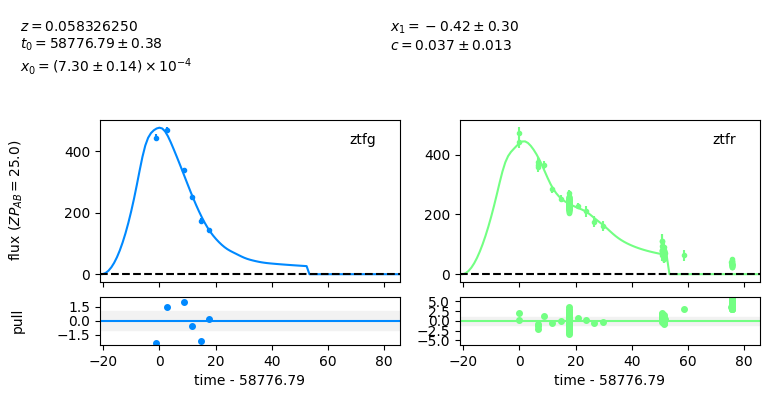 z = 0.058326250
t₀ = 58776.79 ± 0.38
x₀ = (7.30 ± 0.14) × 10⁻⁴
x₁ = −0.42 ± 0.30
c = 0.037 ± 0.013
flux (ZP_AB = 25.0)
ztfg
400
200
0
ztfr
400
200
0
pull
1.5
0.0
−1.5
−20 0 20 40 60 80
time - 58776.79
5.0
2.5
0.0
−2.5
−5.0
−20 0 20 40 60 80
time - 58776.79